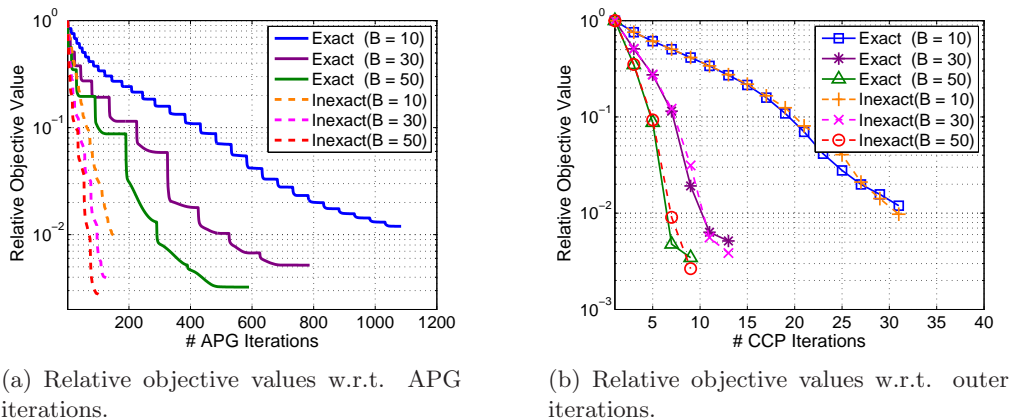 10^0
10^-1
10^-2
Relative Objective Value
200 400 600 800 1000 1200
# APG Iterations
Exact (B = 10)
Exact (B = 30)
Exact (B = 50)
Inexact(B = 10)
Inexact(B = 30)
Inexact(B = 50)
(a) Relative objective values w.r.t. APG
iterations.
10^0
10^-1
10^-2
10^-3
Relative Objective Value
5 10 15 20 25 30 35 40
# CCP Iterations
Exact (B = 10)
Exact (B = 30)
Exact (B = 50)
Inexact(B = 10)
Inexact(B = 30)
Inexact(B = 50)
(b) Relative objective values w.r.t. outer
iterations.